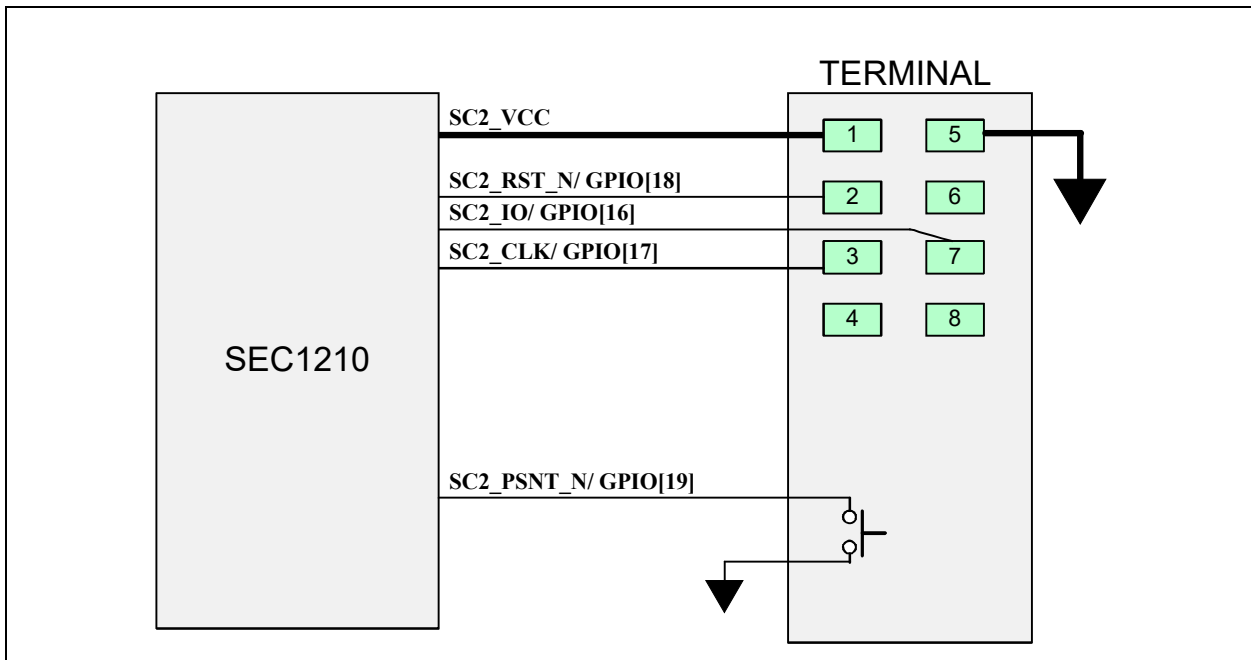 TERMINAL
SC2_VCC
1 5
SC2_RST_N/ GPIO[18]
2 6
SC2_IO/ GPIO[16]
SC2_CLK/ GPIO[17]
3 7
4 8
SEC1210
SC2_PSNT_N/ GPIO[19]